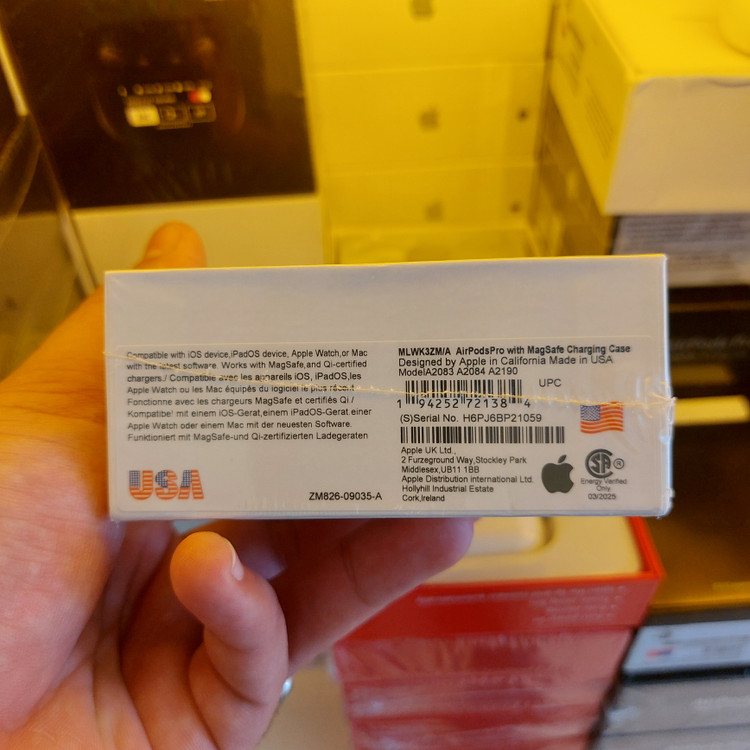 Compatible with iOS device,iPadOS device, Apple Watch,or Mac
with the latest software. Works with MagSafe,and Qi-certified
chargers./ Compatible avec les appareils iOS, iPadOS,les
Apple Watch ou les Mac équipés du logiciel le plus récent
Fonctionne avec les chargeurs MagSafe et certifiés Qi /
Kompatibel mit einem iOS-Gerat,einem iPadOS-Gerat einer
Apple Watch oder einem Mac mit der neuesten Software.
Funktioniert mit MagSafe-und Qi-zertifizierten Ladegeraten
USA
ZM826-09035-A
MLWK3ZM/A AirPodsPro with MagSafe Charging Case
Designed by Apple in California Made in USA
ModelA2083 A2084 A2190
UPC
1 94252 72138 4
(S)Serial No. H6PJ6BP21059
Apple UK Ltd.,
2 Furzeground Way,Stockley Park
Middlesex,UB11 1BB
Apple Distribution international Ltd.
Hollyhill Industrial Estate
Cork,Ireland
SA
Energy Verified
Only.
03/2025